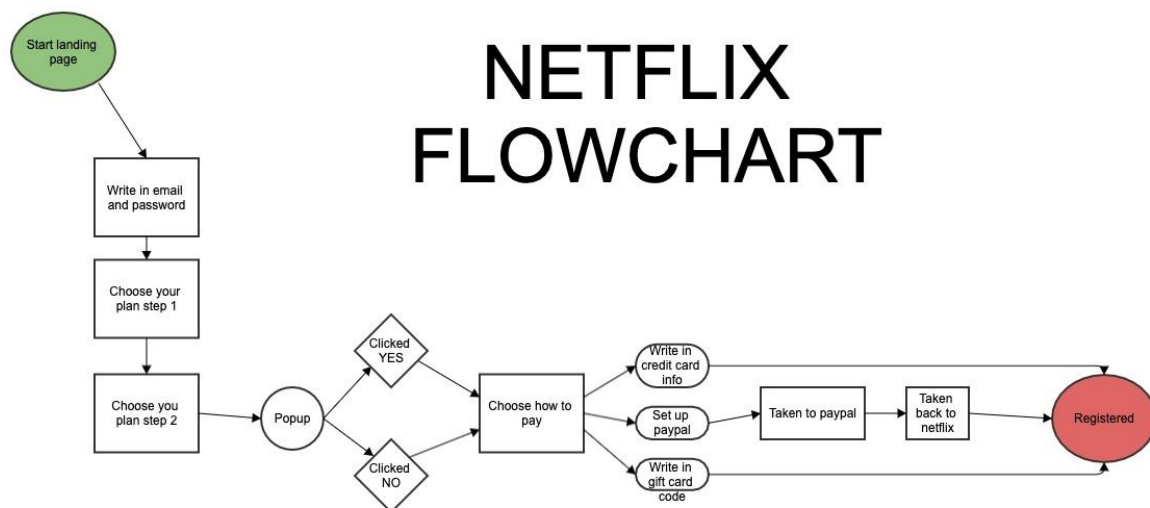 Start landing
page
NETFLIX
FLOWCHART
Write in email
and password
Choose your
plan step 1
Choose you
plan step 2
Popup
Clicked
YES
Clicked
NO
Choose how to
pay
Write in
credit card
info
Set up
paypal
Write in
gift card
code
Taken to paypal
Taken
back to
netflix
Registered